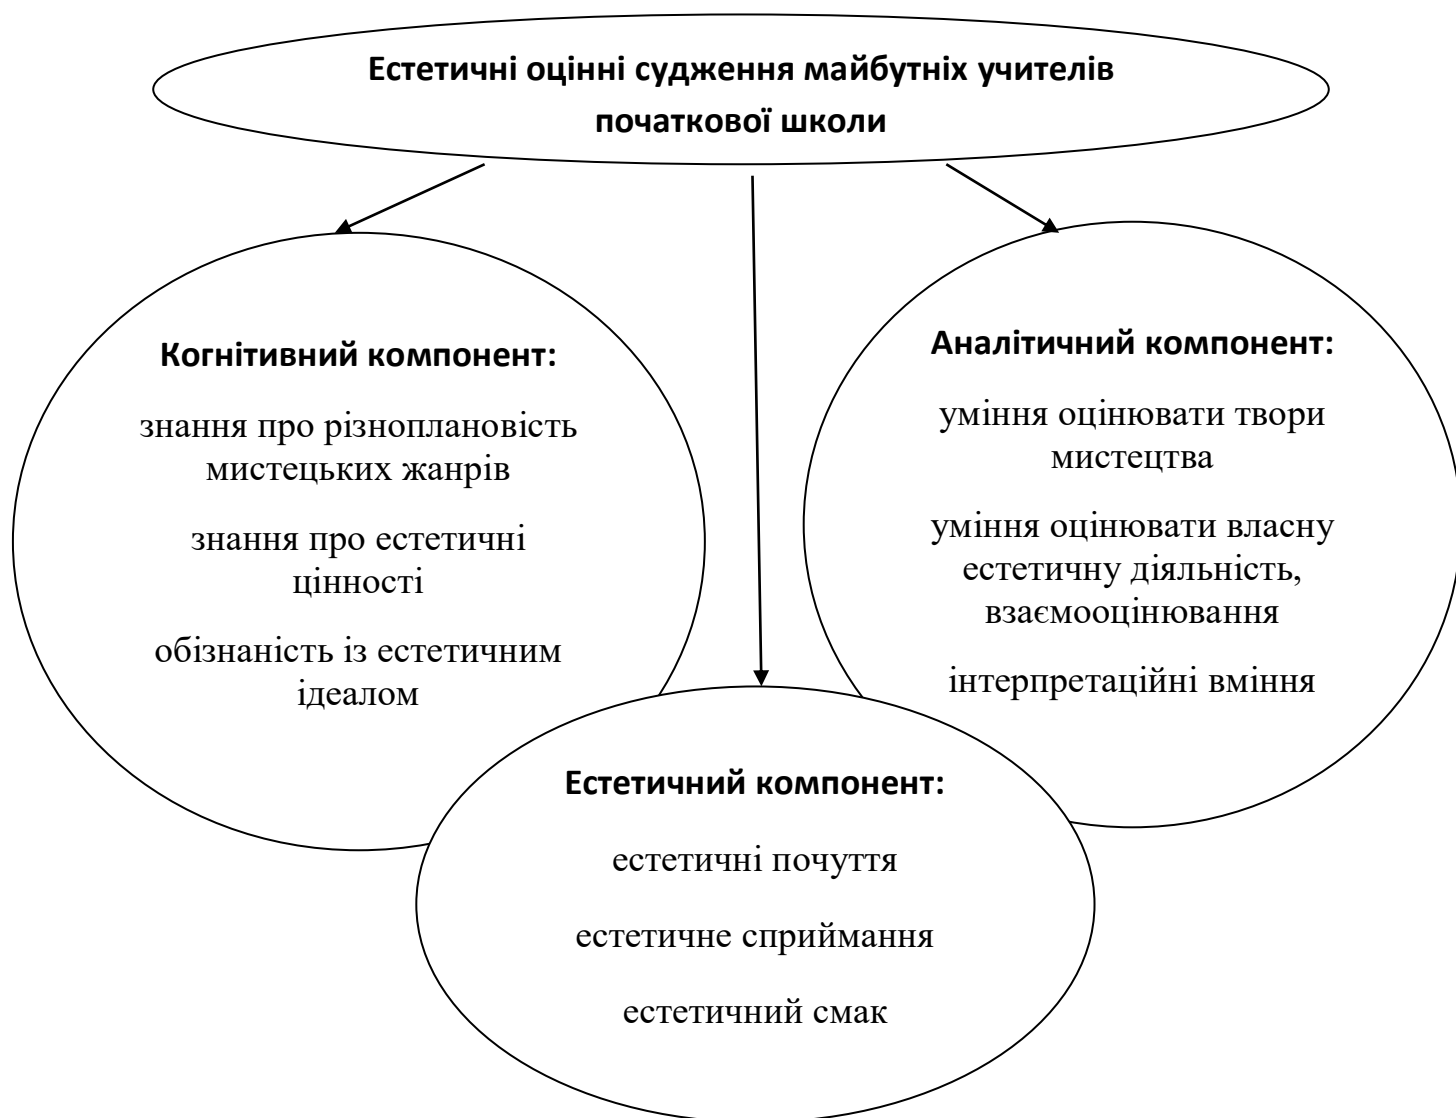 Естетичні оцінні судження майбутніх учителів
початкової школи
Когнітивний компонент:
знання про різноплановість
мистецьких жанрів
знання про естетичні
цінності
обізнаність із естетичним
ідеалом
Аналітичний компонент:
уміння оцінювати твори
мистецтва
уміння оцінювати власну
естетичну діяльність,
взаємооцінювання
інтерпретаційні вміння
Естетичний компонент:
естетичні почуття
естетичне сприймання
естетичний смак